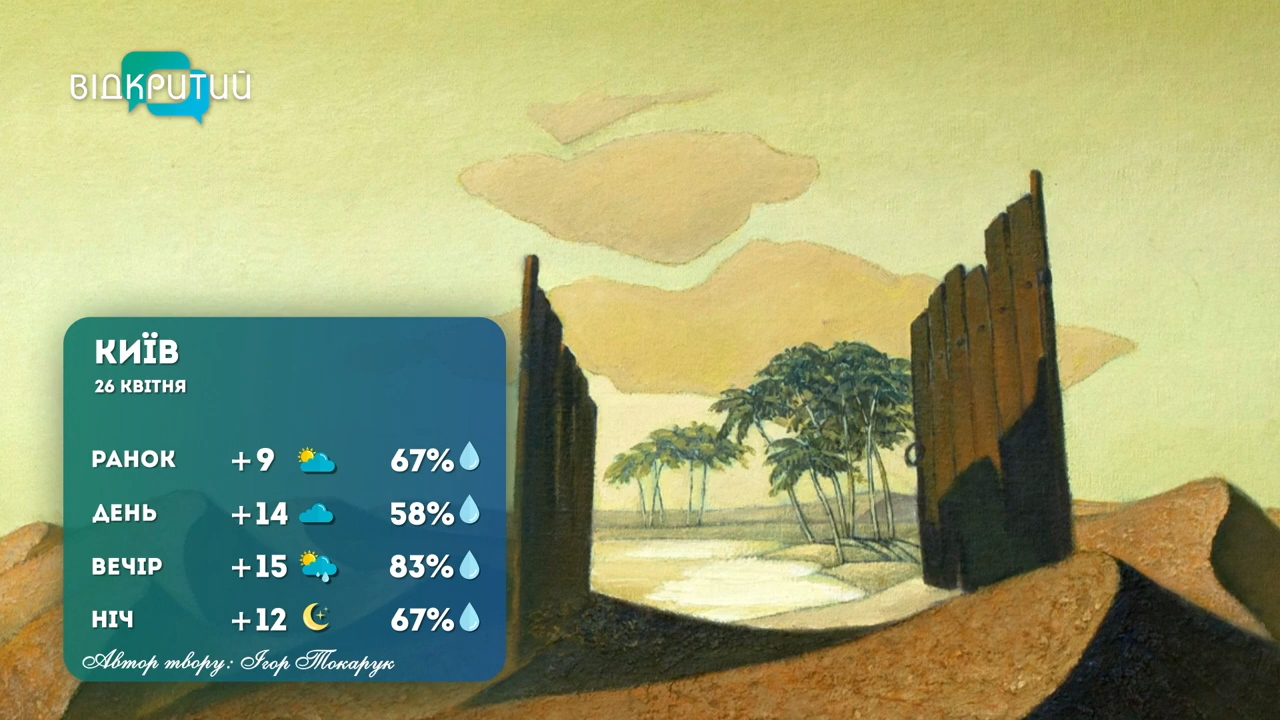 ВІДКРИТИЙ
КИЇВ
26 КВІТНЯ
РАНОК +9 67%
ДЕНЬ +14 58%
ВЕЧІР +15 83%
НІЧ +12 67%
Автор твору: Ігор Токарук